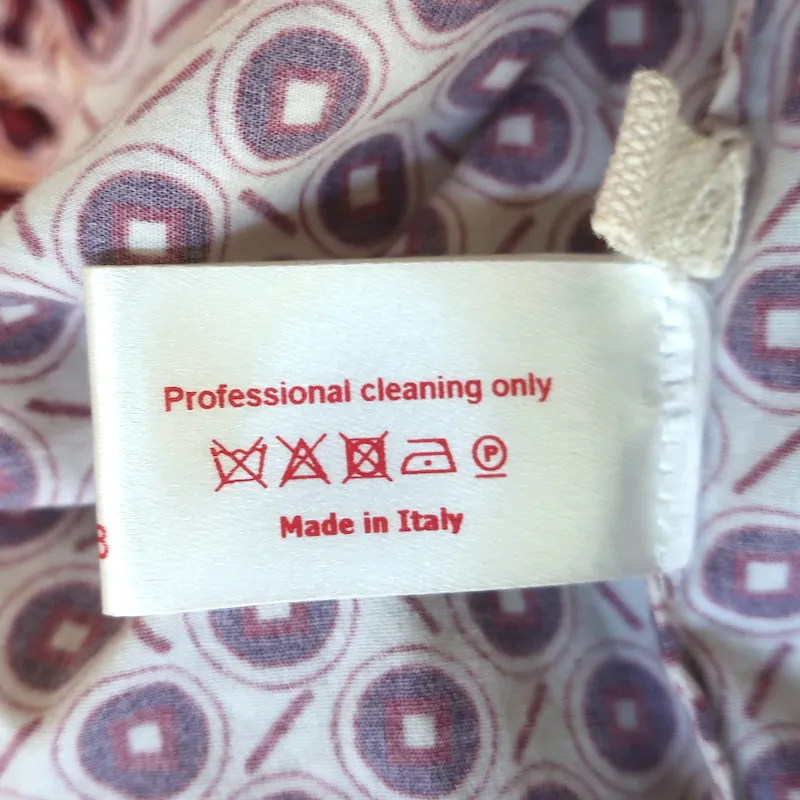 Professional cleaning only
P
Made in Italy